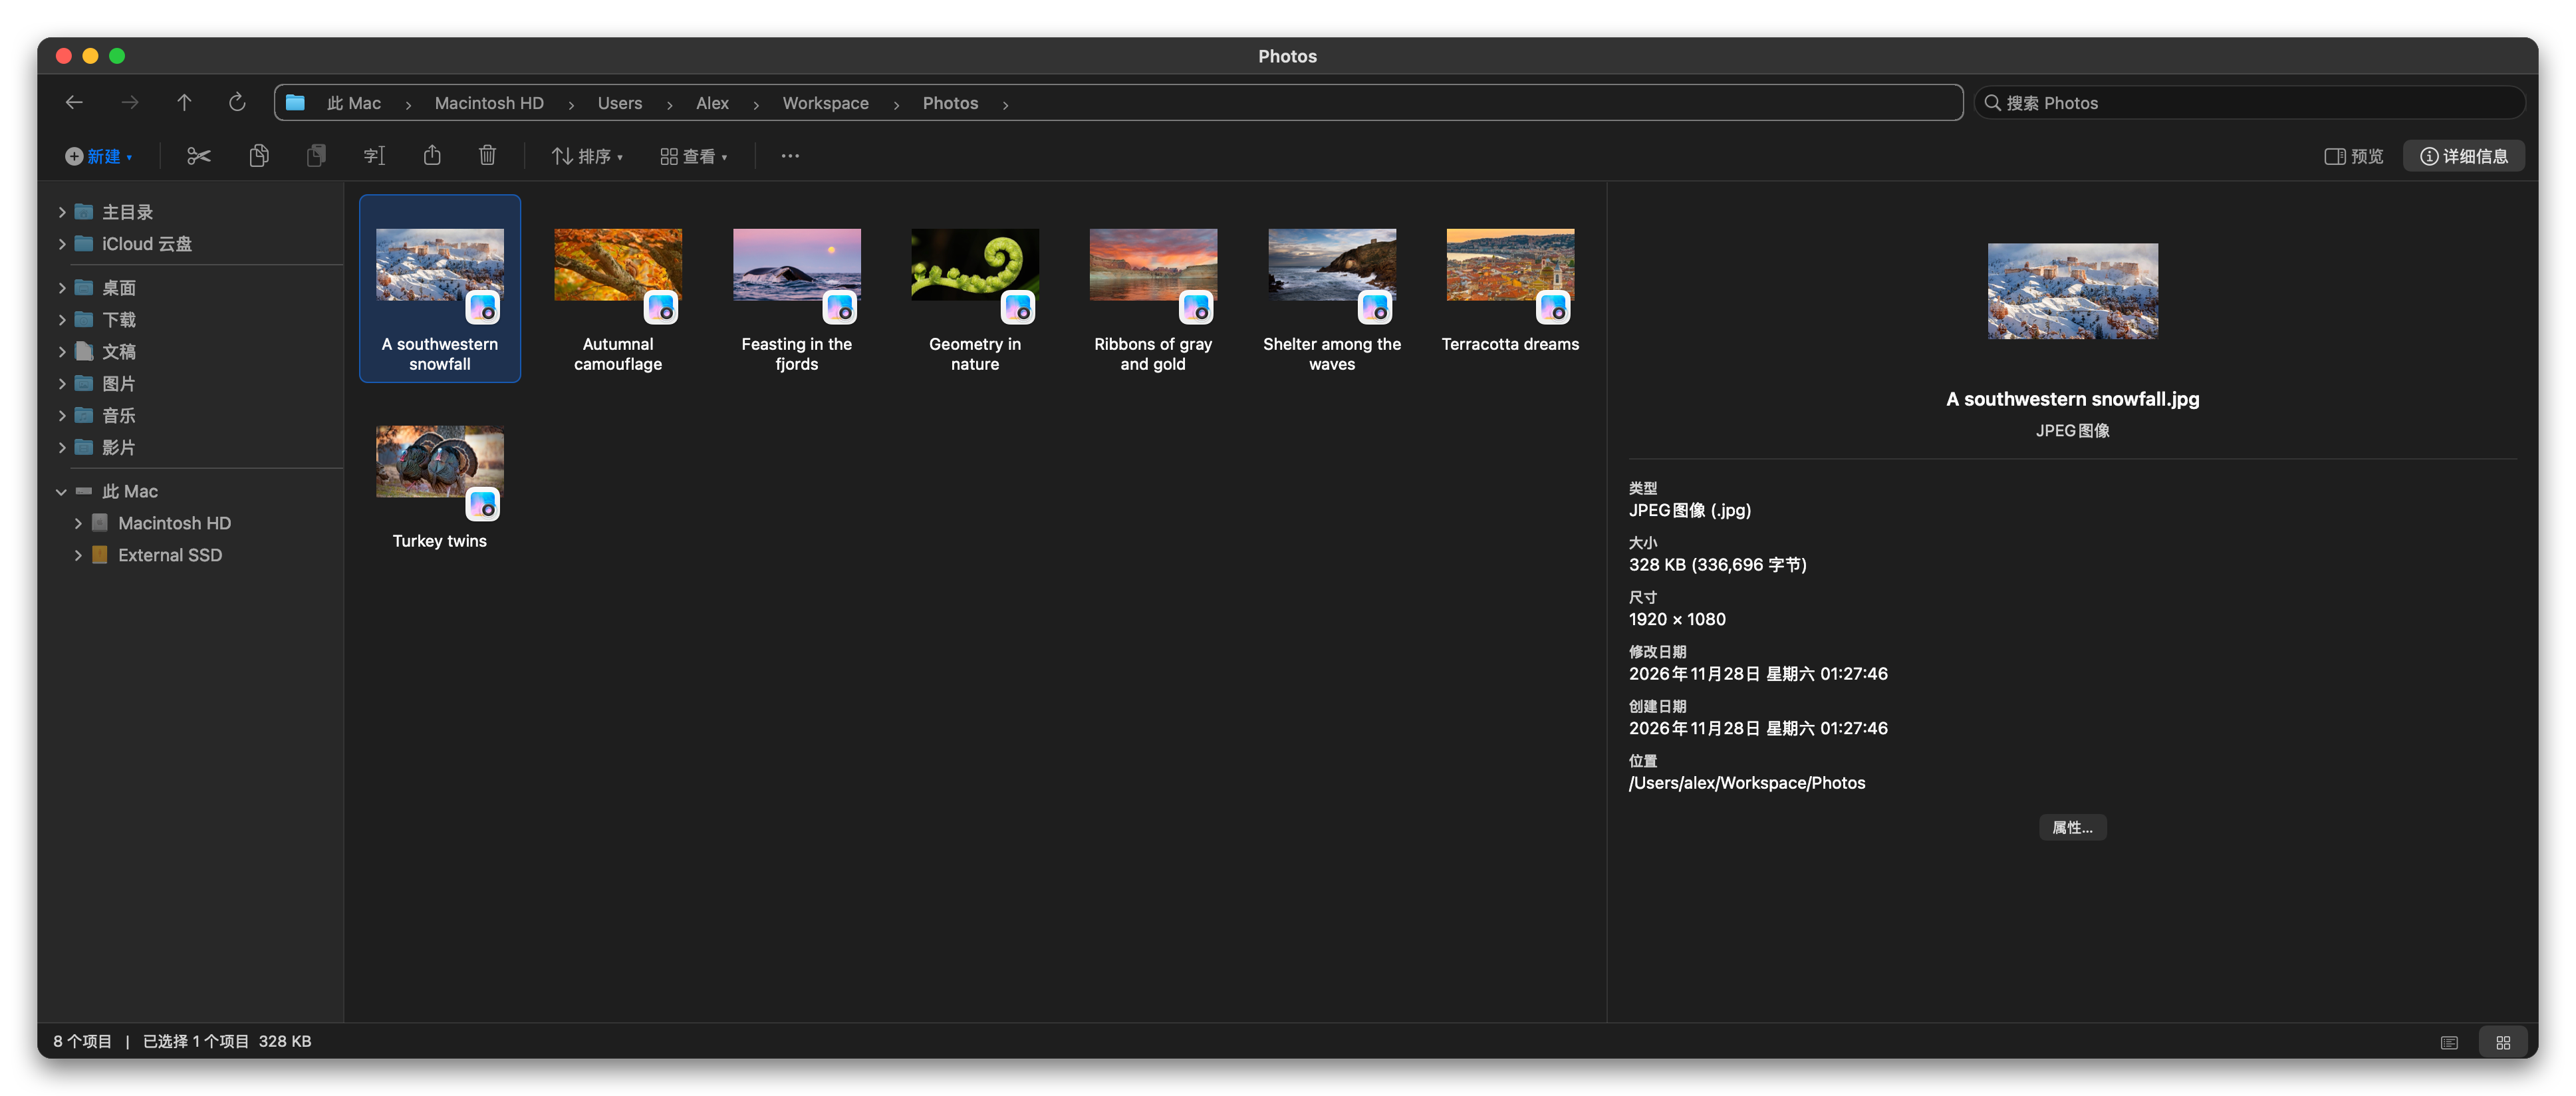 Photos
此 Mac
Macintosh HD
Users
Alex
Workspace
Photos
搜索 Photos
新建
排序
查看
预览
详细信息
主目录
iCloud 云盘
桌面
下载
文稿
图片
音乐
影片
此 Mac
Macintosh HD
External SSD
A southwestern
snowfall
Autumnal
camouflage
Feasting in the
fjords
Geometry in
nature
Ribbons of gray
and gold
Shelter among the
waves
Terracotta dreams
Turkey twins
A southwestern snowfall.jpg
JPEG图像
类型
JPEG图像 (.jpg)
大小
328 KB (336,696 字节)
尺寸
1920 × 1080
修改日期
2026年11月28日 星期六 01:27:46
创建日期
2026年11月28日 星期六 01:27:46
位置
/Users/alex/Workspace/Photos
属性...
8 个项目 | 已选择 1 个项目 328 KB